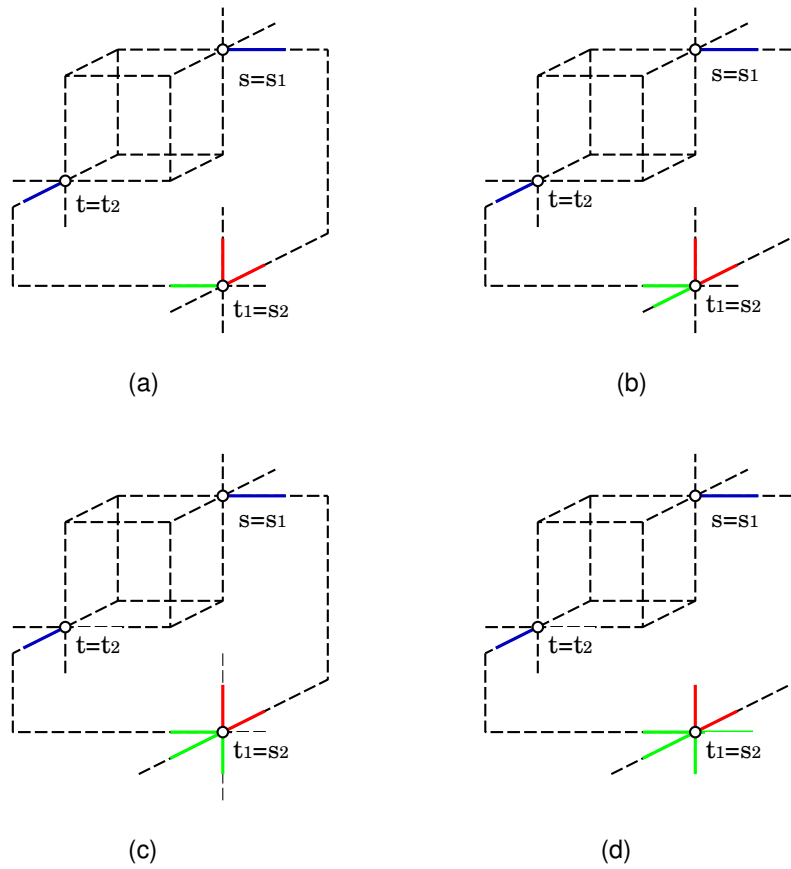 s=s1
s=s1
t=t2
t=t2
t1=s2
t1=s2
(a)
(b)
s=s1
s=s1
t=t2
t=t2
t1=s2
t1=s2
(c)
(d)